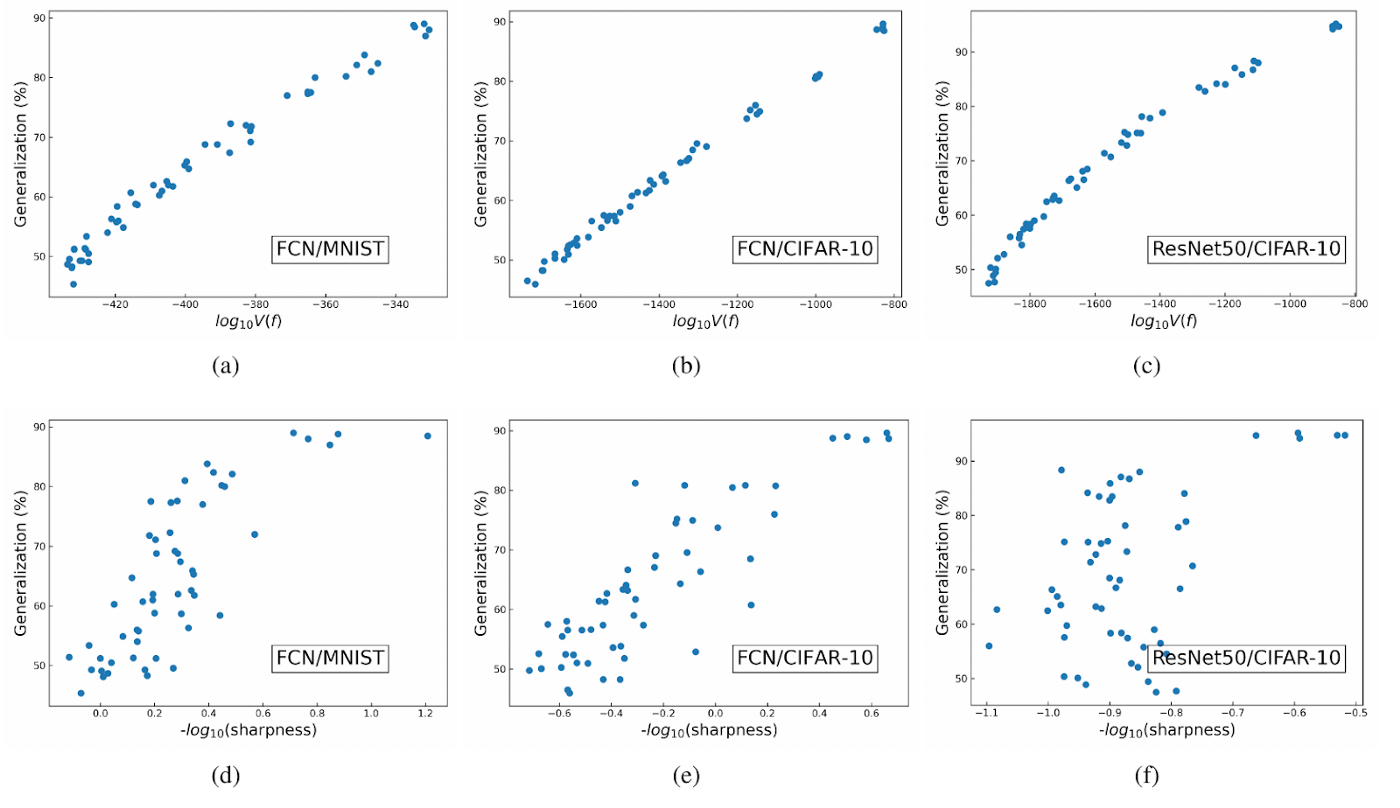 90
80
70
60
50
Generalization (%)
FCN/MNIST
−420 −400 −380 −360 −340
log10V(f)
(a)
90
80
70
60
50
Generalization (%)
FCN/CIFAR-10
−1600 −1400 −1200 −1000 −800
log10V(f)
(b)
90
80
70
60
50
Generalization (%)
ResNet50/CIFAR-10
−1800 −1600 −1400 −1200 −1000 −800
log10V(f)
(c)
90
80
70
60
50
Generalization (%)
FCN/MNIST
0.0 0.2 0.4 0.6 0.8 1.0 1.2
-log10(sharpness)
(d)
90
80
70
60
50
Generalization (%)
FCN/CIFAR-10
−0.6 −0.4 −0.2 0.0 0.2 0.4 0.6
-log10(sharpness)
(e)
90
80
70
60
50
Generalization (%)
ResNet50/CIFAR-10
−1.1 −1.0 −0.9 −0.8 −0.7 −0.6 −0.5
-log10(sharpness)
(f)